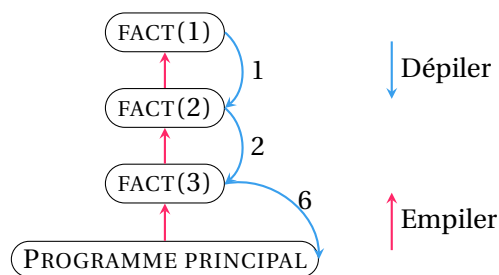 FACT(1)
1
Dépiler
FACT(2)
2
FACT(3)
6
Empiler
PROGRAMME PRINCIPAL